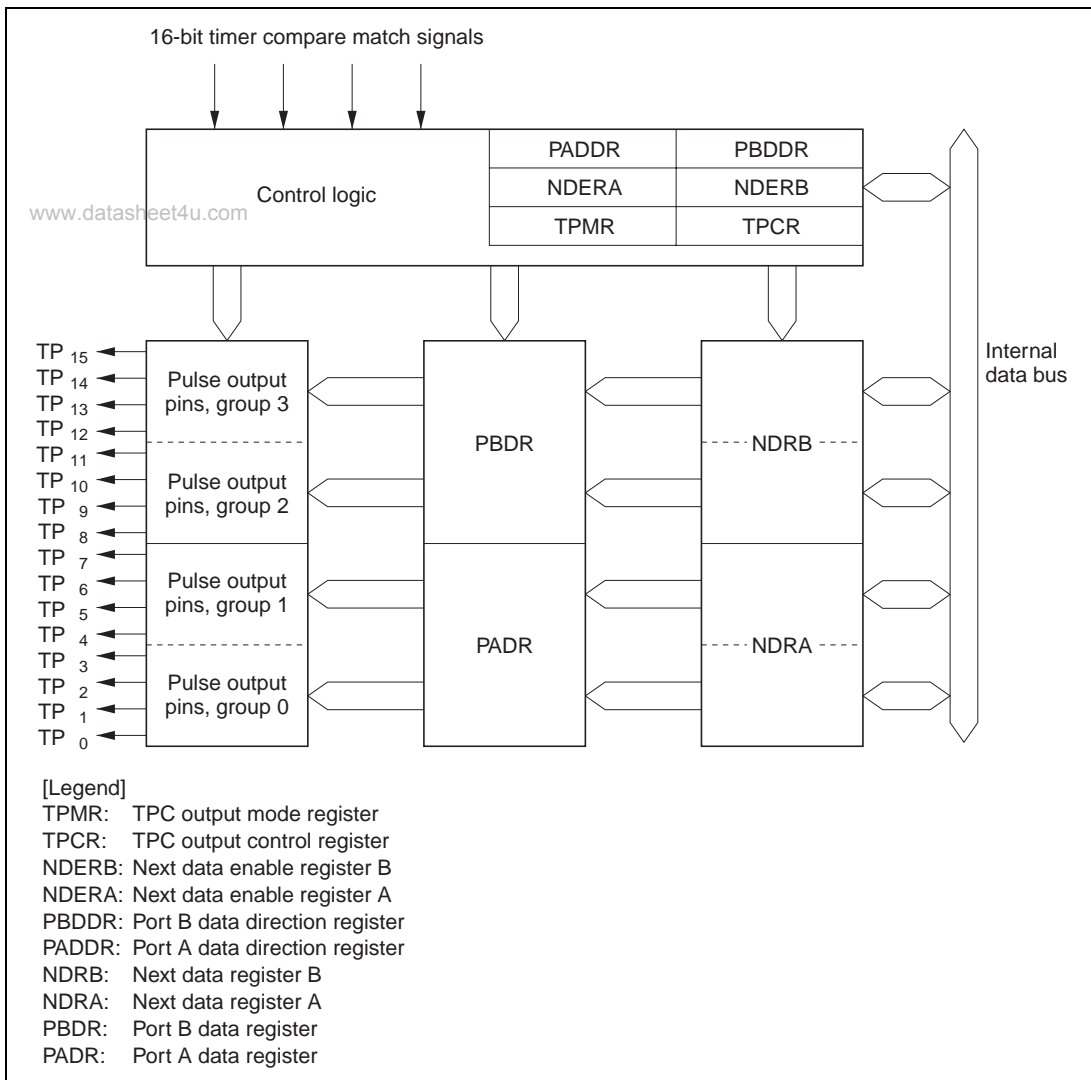 16-bit timer compare match signals
PADDR PBDDR
Control logic NDERA NDERB
www.datasheet4u.com
TPMR TPCR
Internal
data bus
TP 15
TP 14
TP 13
TP 12
TP 11
TP 10
TP 9
TP 8
TP 7
TP 6
TP 5
TP 4
TP 3
TP 2
TP 1
TP 0
Pulse output
pins, group 3
Pulse output
pins, group 2
Pulse output
pins, group 1
Pulse output
pins, group 0
PBDR
PADR
NDRB
NDRA
[Legend]
TPMR: TPC output mode register
TPCR: TPC output control register
NDERB: Next data enable register B
NDERA: Next data enable register A
PBDDR: Port B data direction register
PADDR: Port A data direction register
NDRB: Next data register B
NDRA: Next data register A
PBDR: Port B data register
PADR: Port A data register